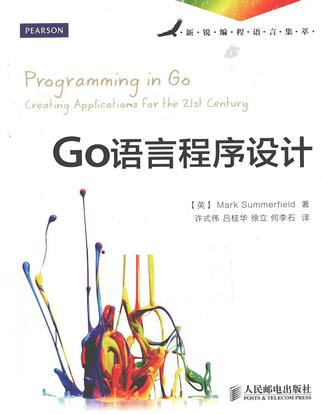 PEARSON
新锐编程语言集萃
Programming in Go
Creating Applications for the 21st Century
Go语言程序设计
【英】Mark Summerfield 著
许式伟 吕桂华 徐立 何李石 译
人民邮电出版社
POSTS & TELECOM PRESS